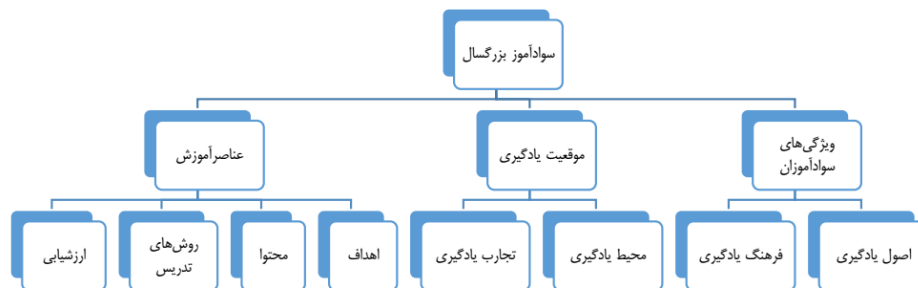 سوادآموز بزرگسال
ویژگی‌های
سوادآموزان
موقعیت یادگیری
عناصرآموزش
اصول یادگیری
فرهنگ یادگیری
محیط یادگیری
تجارب یادگیری
اهداف
محتوا
روش‌های
تدریس
ارزشیابی